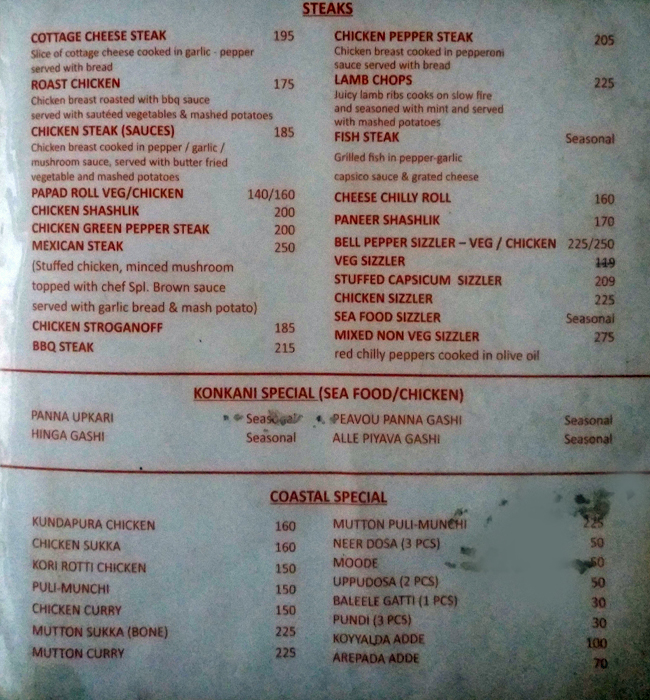 STEAKS
COTTAGE CHEESE STEAK 195
Slice of cottage cheese cooked in garlic - pepper
served with bread
ROAST CHICKEN 175
Chicken breast roasted with bbq sauce
served with sautéed vegetables & mashed potatoes
CHICKEN STEAK (SAUCES) 185
Chicken breast cooked in pepper / garlic /
mushroom sauce, served with butter fried
vegetable and mashed potatoes
PAPAD ROLL VEG/CHICKEN 140/160
CHICKEN SHASHLIK 200
CHICKEN GREEN PEPPER STEAK 200
MEXICAN STEAK 250
(Stuffed chicken, minced mushroom
topped with chef Spl. Brown sauce
served with garlic bread & mash potato)
CHICKEN STROGANOFF 185
BBQ STEAK 215
CHICKEN PEPPER STEAK 205
Chicken breast cooked in pepperoni
sauce served with bread
LAMB CHOPS 225
Juicy lamb ribs cooks on slow fire
and seasoned with mint and served
with mashed potatoes
FISH STEAK Seasonal
Grilled fish in pepper-garlic
capsico sauce & grated cheese
CHEESE CHILLY ROLL 160
PANEER SHASHLIK 170
BELL PEPPER SIZZLER – VEG / CHICKEN 225/250
VEG SIZZLER 119
STUFFED CAPSICUM SIZZLER 209
CHICKEN SIZZLER 225
SEA FOOD SIZZLER Seasonal
MIXED NON VEG SIZZLER 275
red chilly peppers cooked in olive oil
KONKANI SPECIAL (SEA FOOD/CHICKEN)
PANNA UPKARI Seasonal
HINGA GASHI Seasonal
PEAVOU PANNA GASHI Seasonal
ALLE PIYAVA GASHI Seasonal
COASTAL SPECIAL
KUNDAPURA CHICKEN 160
CHICKEN SUKKA 160
KORI ROTTI CHICKEN 150
PULI-MUNCHI 150
CHICKEN CURRY 150
MUTTON SUKKA (BONE) 225
MUTTON CURRY 225
MUTTON PULI-MUNCHI 225
NEER DOSA (3 PCS) 50
MOODE
UPPUDOSA (2 PCS) 50
BALEELE GATTI (1 PCS) 30
PUNDI (3 PCS) 30
KOYYALDA ADDE 100
AREPADA ADDE 70